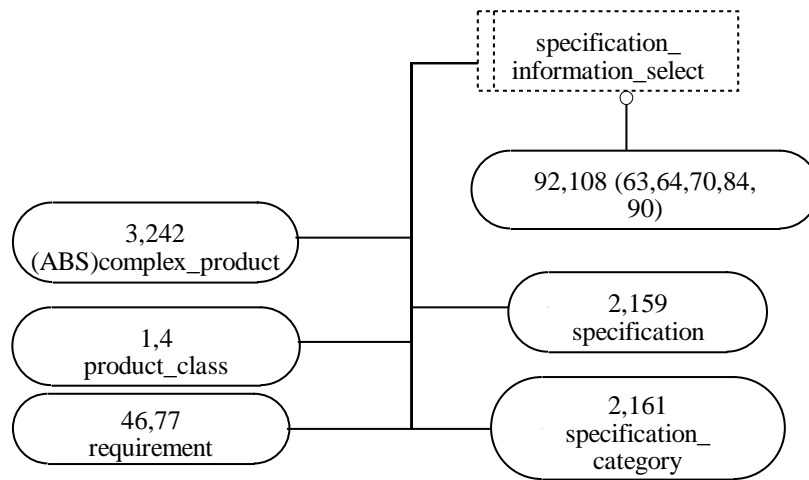 specification_
information_select
92,108 (63,64,70,84,
90)
3,242
(ABS)complex_product
2,159
specification
1,4
product_class
46,77
requirement
2,161
specification_
category